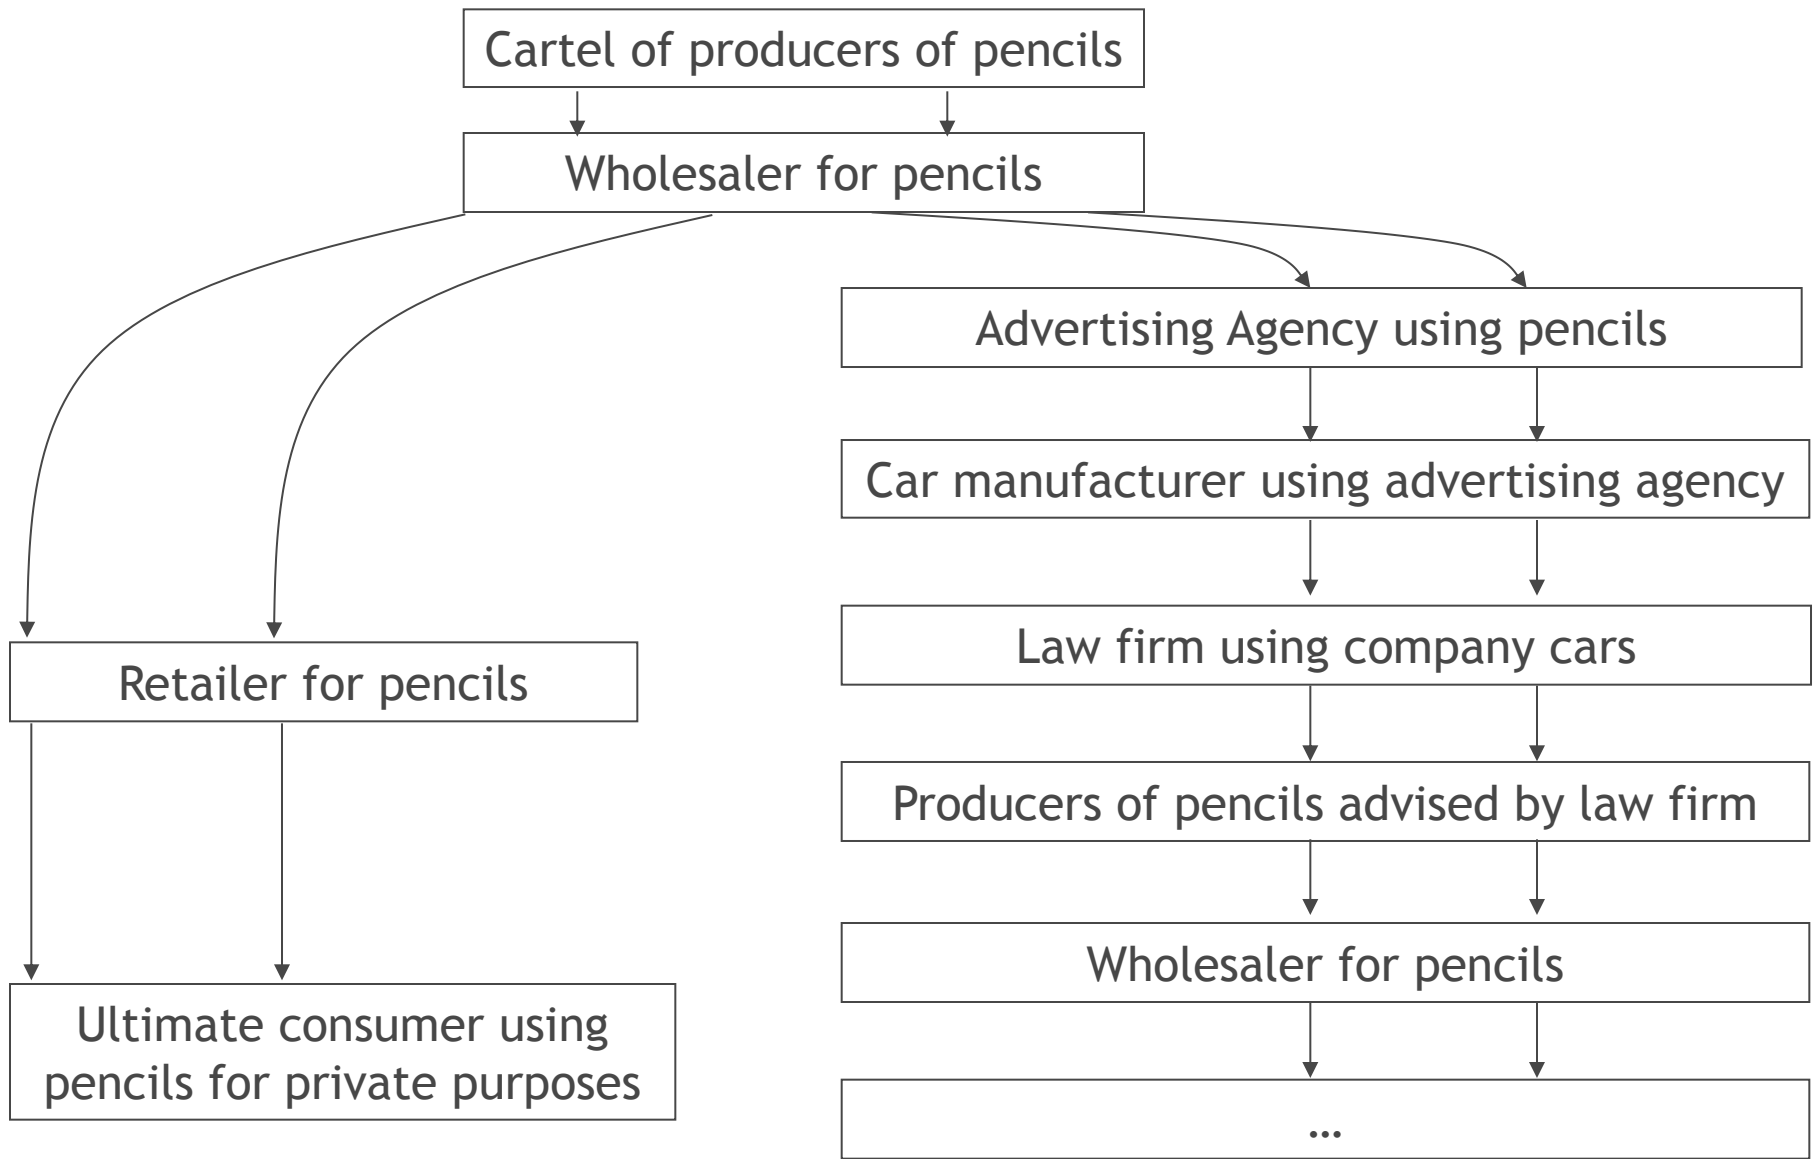 Cartel of producers of pencils
Wholesaler for pencils
Advertising Agency using pencils
Car manufacturer using advertising agency
Law firm using company cars
Retailer for pencils
Producers of pencils advised by law firm
Wholesaler for pencils
Ultimate consumer using
pencils for private purposes
...